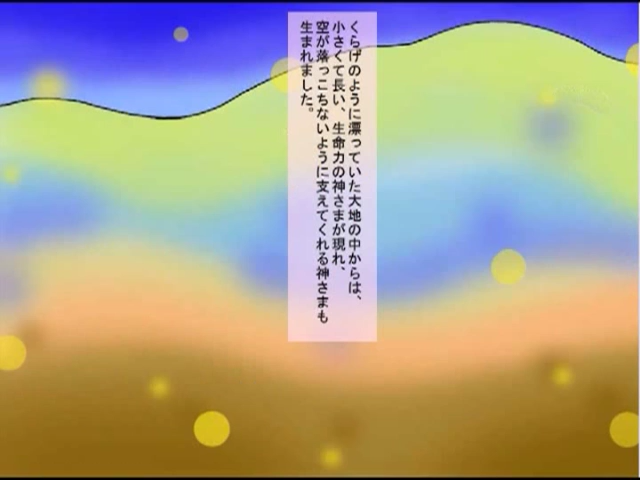 くらげのように漂っていた大地の中からは、
小さくて長い、生命力の神さまが現れ、
空が落っこちないように支えてくれる神さまも
生まれました。